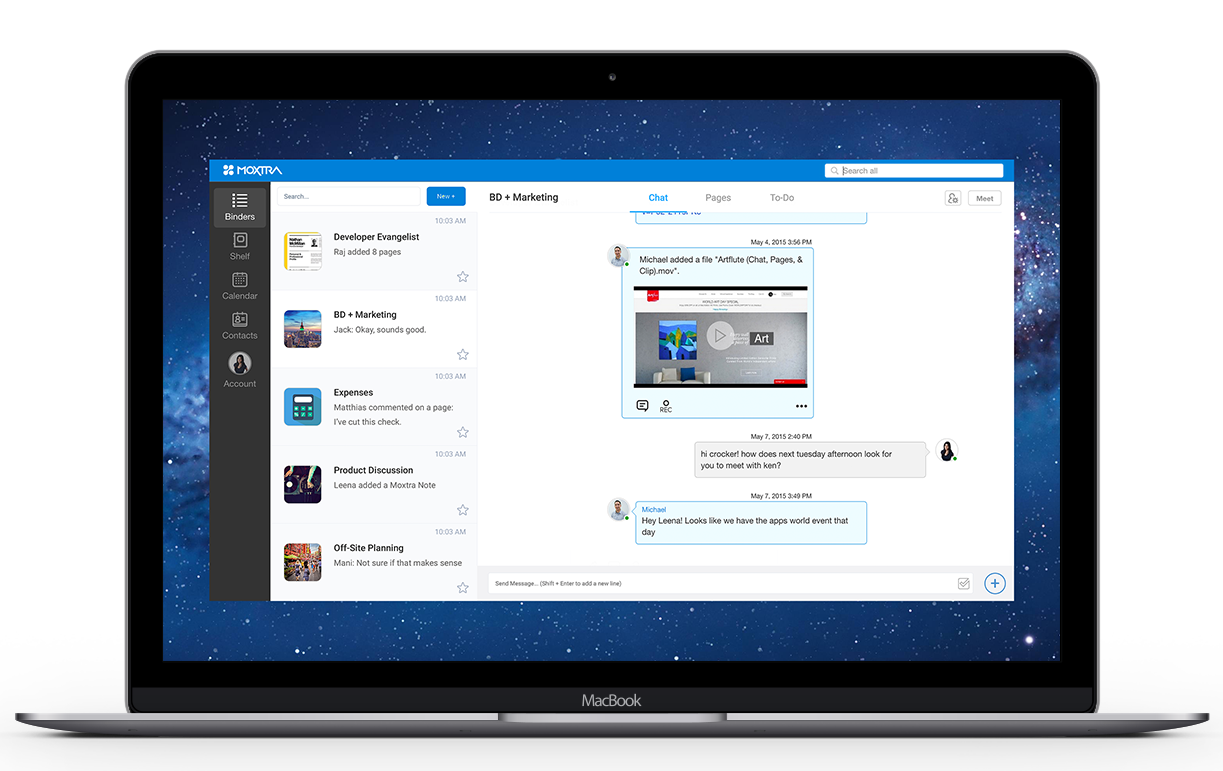 MOXTRA
Search all
Binders
Shelf
Calendar
Contacts
Account
Search...
New +
10:03 AM
Developer Evangelist
Raj added 8 pages
10:03 AM
BD + Marketing
Jack: Okay, sounds good.
10:03 AM
Expenses
Matthias commented on a page:
I've cut this check.
10:03 AM
Product Discussion
Leena added a Moxtra Note
10:03 AM
Off-Site Planning
Mani: Not sure if that makes sense
BD + Marketing
Chat
Pages
To-Do
Meet
May 4, 2015 3:56 PM
Michael added a file "Artflute (Chat, Pages, &
Clip).mov".
WORLD ART DAY SPECIAL
Art
REC
May 7, 2015 2:40 PM
hi crocker! how does next tuesday afternoon look for
you to meet with ken?
May 7, 2015 3:49 PM
Michael
Hey Leena! Looks like we have the apps world event that
day
Send Message... (Shift + Enter to add a new line)
MacBook